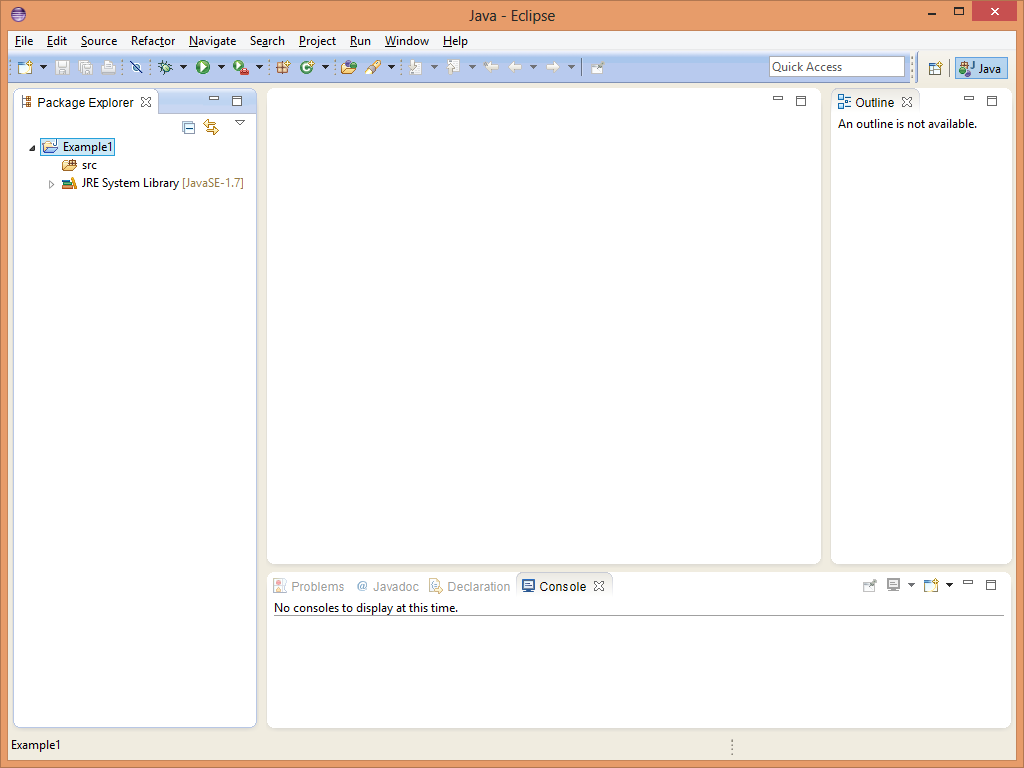 Java - Eclipse
File Edit Source Refactor Navigate Search Project Run Window Help
Quick Access
Java
Package Explorer
Example1
src
JRE System Library [JavaSE-1.7]
Outline
An outline is not available.
Problems @ Javadoc Declaration Console
No consoles to display at this time.
Example1